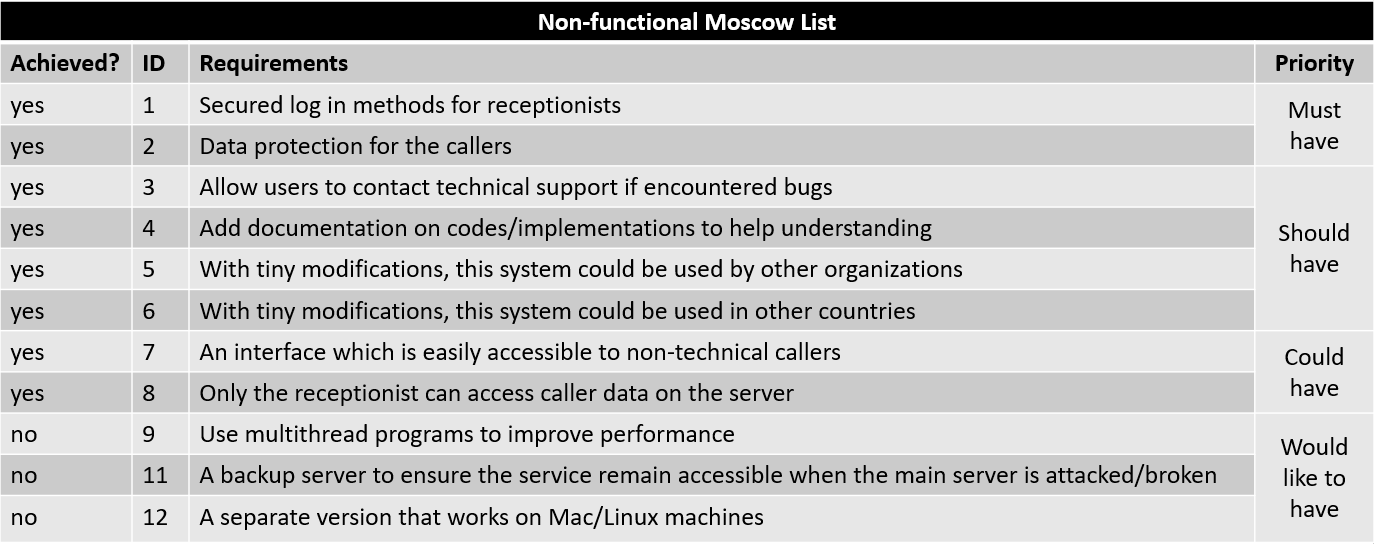 Non-functional Moscow List
Achieved? ID Requirements Priority
yes 1 Secured log in methods for receptionists
Must
have
yes 2 Data protection for the callers
yes 3 Allow users to contact technical support if encountered bugs
yes 4 Add documentation on codes/implementations to help understanding
Should
have
yes 5 With tiny modifications, this system could be used by other organizations
yes 6 With tiny modifications, this system could be used in other countries
yes 7 An interface which is easily accessible to non-technical callers
Could
have
yes 8 Only the receptionist can access caller data on the server
no 9 Use multithread programs to improve performance
Would
like to
have
no 11 A backup server to ensure the service remain accessible when the main server is attacked/broken
no 12 A separate version that works on Mac/Linux machines